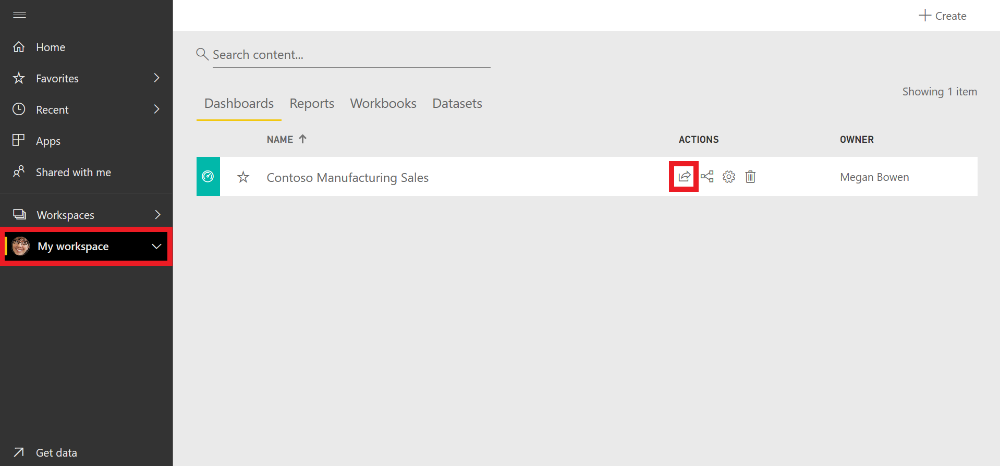 Create
Home
Favorites
Recent
Apps
Shared with me
Workspaces
My workspace
Get data
Search content...
Showing 1 item
Dashboards Reports Workbooks Datasets
NAME ACTIONS OWNER
Contoso Manufacturing Sales Megan Bowen